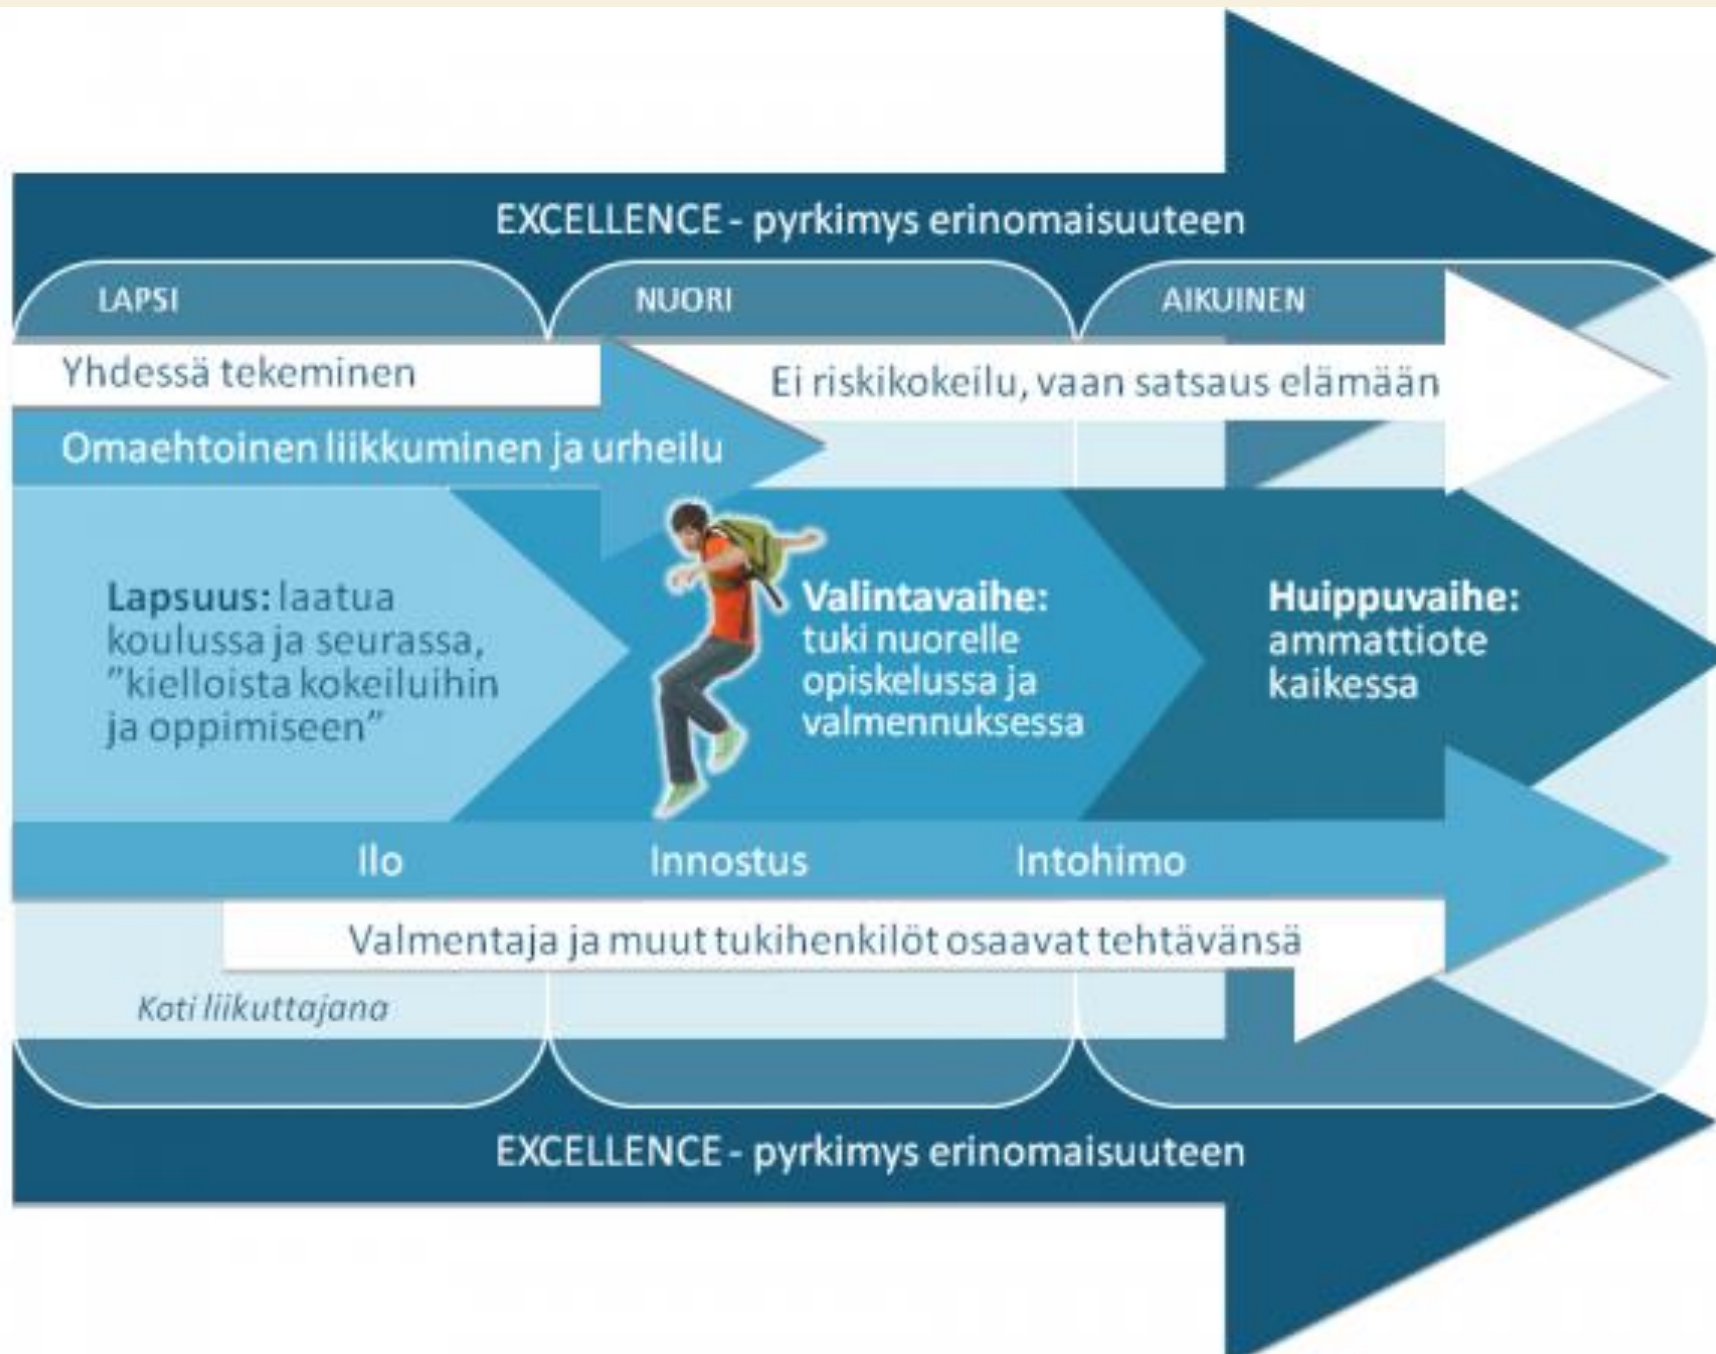 EXCELLENCE - pyrkimys erinomaisuuteen
LAPSI
NUORI
AIKUINEN
Yhdessä tekeminen
Ei riskikokeilu, vaan satsaus elämään
Omaehtoinen liikkuminen ja urheilu
Lapsuus: laatua
koulussa ja seurassa,
”kielloista kokeiluihin
ja oppimiseen”
Valintavaihe:
tuki nuorelle
opiskelussa ja
valmennuksessa
Huippuvaihe:
ammattiote
kaikessa
Ilo
Innostus
Intohimo
Valmentaja ja muut tukihenkilöt osaavat tehtävänsä
Koti liikuttajana
EXCELLENCE - pyrkimys erinomaisuuteen